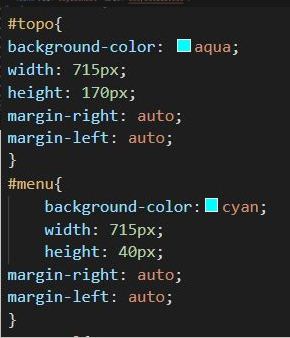 #topo{
background-color: aqua;
width: 715px;
height: 170px;
margin-right: auto;
margin-left: auto;
}
#menu{
    background-color: cyan;
    width: 715px;
    height: 40px;
margin-right: auto;
margin-left: auto;
}